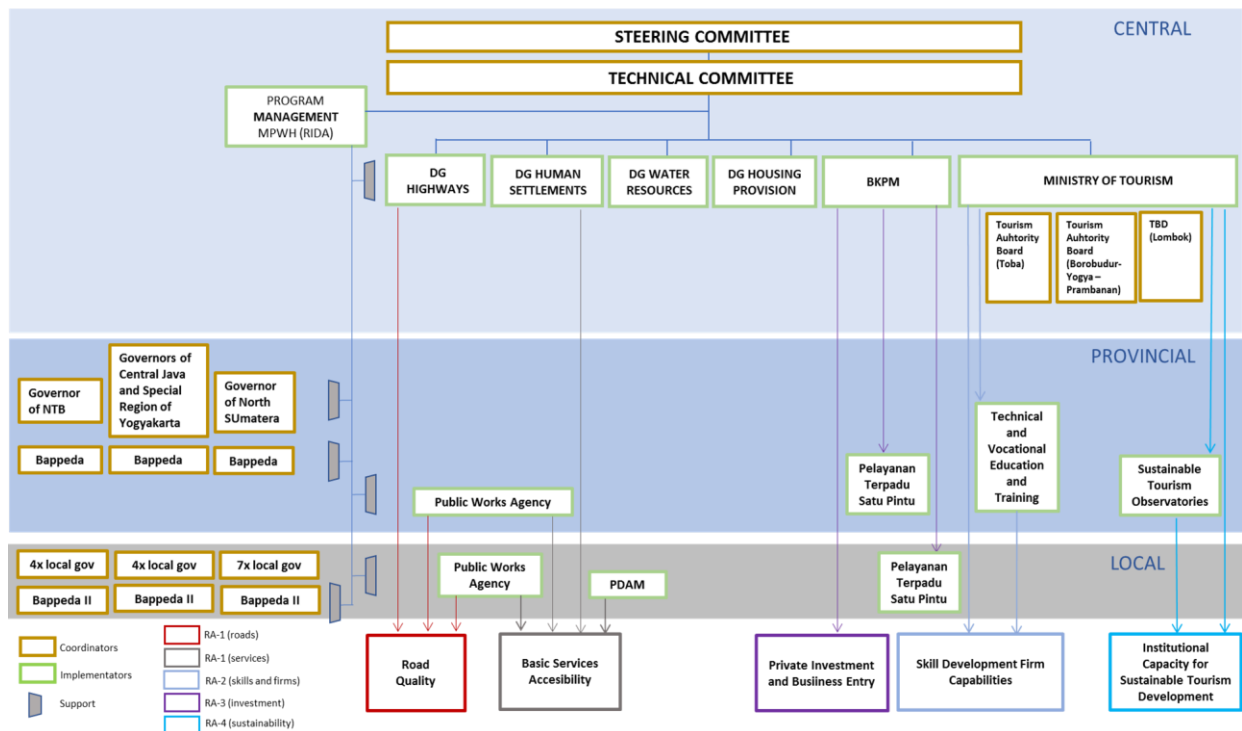 CENTRAL
STEERING COMMITTEE
TECHNICAL COMMITTEE
PROGRAM
MANAGEMENT
MPWH (RIDA)
DG
HIGHWAYS
DG HUMAN
SETTLEMENTS
DG WATER
RESOURCES
DG HOUSING
PROVISION
BKPM
MINISTRY OF TOURISM
Tourism
Auhtority
Board
(Toba)
Tourism
Auhtority
Board
(Borobudur-
Yogya –
Prambanan)
TBD
(Lombok)
PROVINCIAL
Governor
of NTB
Governors of
Central Java
and Special
Region of
Yogyakarta
Governor
of North
SUmatera
Bappeda
Bappeda
Bappeda
Public Works Agency
Pelayanan
Terpadu
Satu Pintu
Technical
and
Vocational
Education
and
Training
Sustainable
Tourism
Observatories
LOCAL
4x local gov
4x local gov
7x local gov
Bappeda II
Bappeda II
Bappeda II
Public Works
Agency
PDAM
Pelayanan
Terpadu
Satu Pintu
Coordinators
Implementators
Support
RA-1 (roads)
RA-1 (services)
RA-2 (skills and firms)
RA-3 (investment)
RA-4 (sustainability)
Road
Quality
Basic Services
Accesibility
Private Investment
and Busiiness Entry
Skill Development Firm
Capabilities
Institutional
Capacity for
Sustainable Tourism
Development